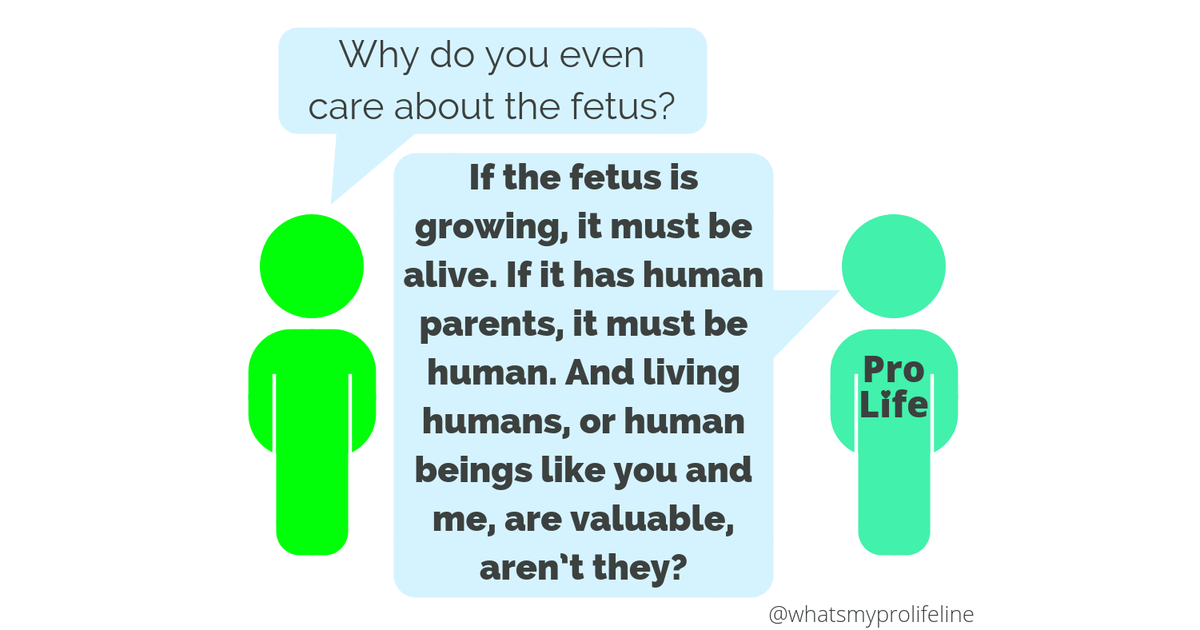 Why do you even
care about the fetus?
If the fetus is
growing, it must be
alive. If it has human
parents, it must be
human. And living
humans, or human
beings like you and
me, are valuable,
aren't they?
Pro
Life
@whatsmyprolifeline